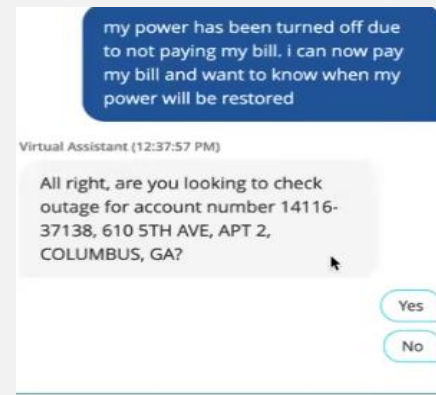 my power has been turned off due
to not paying my bill. i can now pay
my bill and want to know when my
power will be restored
Virtual Assistant (12:37:57 PM)
All right, are you looking to check
outage for account number 14116-
37138, 610 5TH AVE, APT 2,
COLUMBUS, GA?
Yes
No